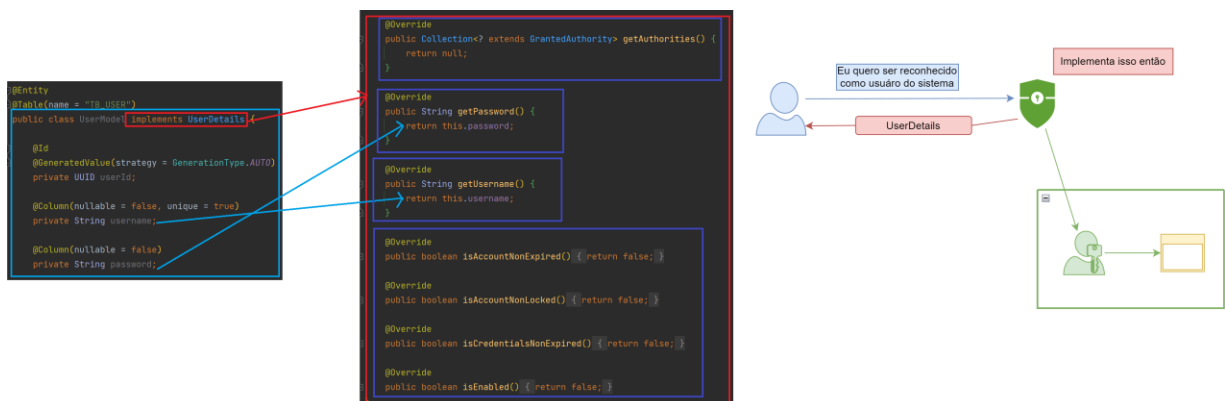 @Entity
@Table(name = "TB_USER")
public class UserModel implements UserDetails {
@Id
@GeneratedValue(strategy = GenerationType.AUTO)
private UUID userId;
@Column(nullable = false, unique = true)
private String username;
@Column(nullable = false)
private String password;
@Override
public Collection<? extends GrantedAuthority> getAuthorities() {
return null;
}
@Override
public String getPassword() {
return this.password;
}
@Override
public String getUsername() {
return this.username;
}
@Override
public boolean isAccountNonExpired() { return false; }
@Override
public boolean isAccountNonLocked() { return false; }
@Override
public boolean isCredentialsNonExpired() { return false; }
@Override
public boolean isEnabled() { return false; }
Eu quero ser reconhecido
como usuáro do sistema
UserDetails
Implementa isso então